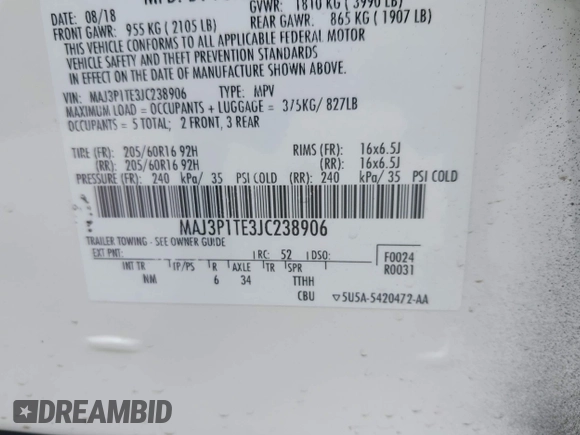 DATE: 08/18
GVWR: 1810 KG ( 3990 LB)
FRONT GAWR: 955 KG ( 2105 LB)
REAR GAWR: 865 KG ( 1907 LB)
THIS VEHICLE CONFORMS TO ALL APPLICABLE FEDERAL MOTOR
VEHICLE SAFETY AND THEFT PREVENTION STANDARDS
IN EFFECT ON THE DATE OF MANUFACTURE SHOWN ABOVE.
VIN: MAJ3P1TE3JC238906 TYPE: MPV
MAXIMUM LOAD = OCCUPANTS + LUGGAGE = 375KG/ 827LB
OCCUPANTS = 5 TOTAL; 2 FRONT, 3 REAR
TIRE (FR): 205/60R16 92H RIMS (FR): 16x6.5J
(RR): 205/60R16 92H (RR): 16x6.5J
PRESSURE (FR): 240 kPa/ 35 PSI COLD (RR): 240 kPa/ 35 PSI COLD
MAJ3P1TE3JC238906
TRAILER TOWING - SEE OWNER GUIDE
EXT PNT: RC: 52 DSO: F0024
R0031
INT TR TP/PS R AXLE TR SPR
NM 6 34 TTHH
CBU ▽5U5A-5420472-AA
DREAMBID